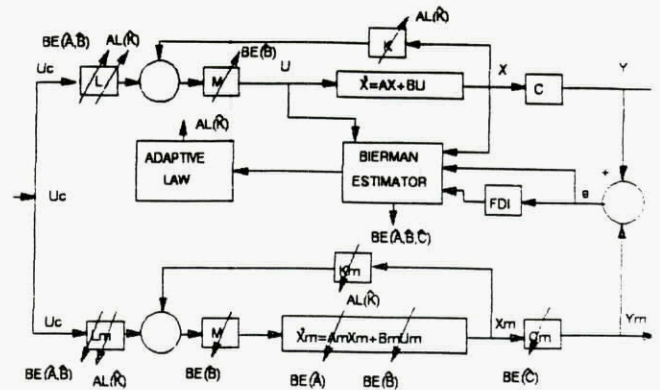 AL(K̂)
BE(Â,B̂) AL(K̂)
K
BE(B̂)
Uc
L
M
U
Ẋ=AX+BU
X
C
Y
AL(K̂)
ADAPTIVE
LAW
BIERMAN
ESTIMATOR
+
Uc
FDI
e
BE(Â,B̂,Ĉ)
Km
AL(K̂)
Uc
Lm
M
Ẋm=AmXm+BmUm
Xm
Cm
Ym
BE(Â,B̂)
AL(K̂)
BE(B̂)
BE(Â)
BE(B̂)
BE(Ĉ)